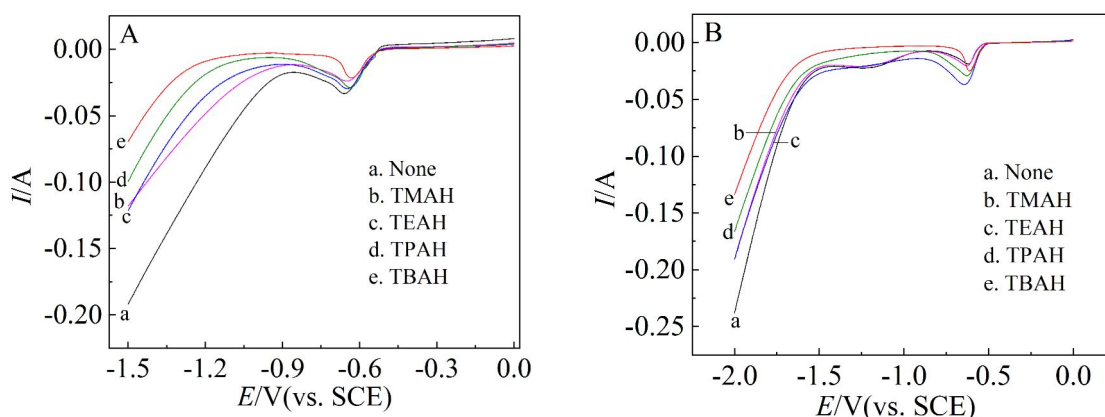 A
0.00
-0.05
-0.10
-0.15
-0.20
I/A
e
d
b
c
a
a. None
b. TMAH
c. TEAH
d. TPAH
e. TBAH
-1.5 -1.2 -0.9 -0.6 -0.3 0.0
E/V(vs. SCE)
B
0.00
-0.05
-0.10
-0.15
-0.20
-0.25
I/A
b
c
e
d
a
a. None
b. TMAH
c. TEAH
d. TPAH
e. TBAH
-2.0 -1.5 -1.0 -0.5 0.0
E/V(vs. SCE)